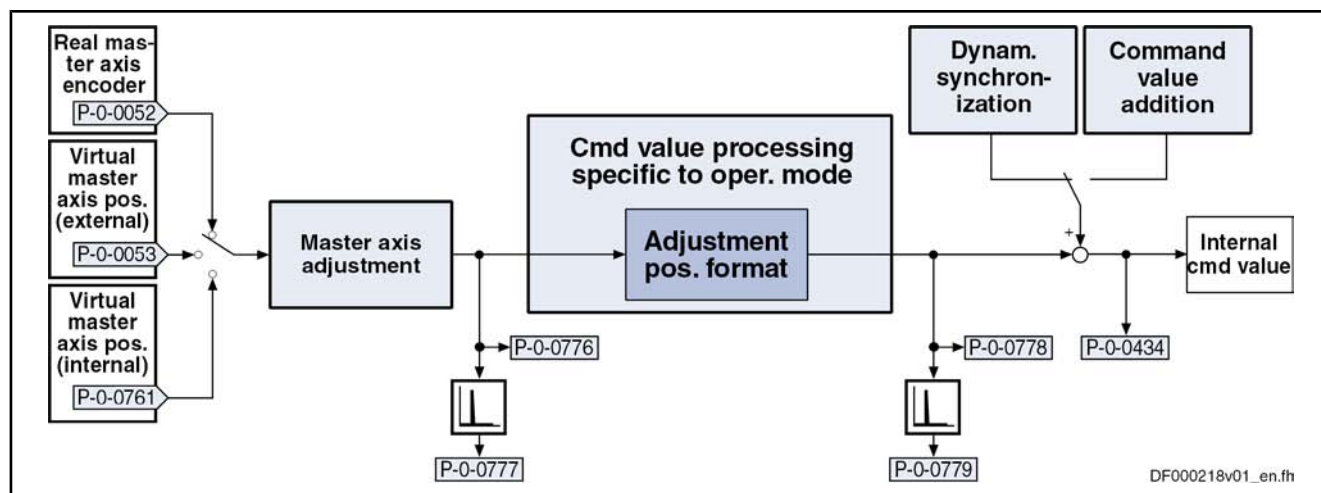 Real mas-
ter axis
encoder
P-0-0052
Virtual
master
axis pos.
(external)
P-0-0053
Virtual
master
axis pos.
(internal)
P-0-0761
Master axis
adjustment
P-0-0776
P-0-0777
Cmd value processing
specific to oper. mode
Adjustment
pos. format
P-0-0778
P-0-0779
Dynam.
synchron-
ization
Command
value
addition
+
P-0-0434
Internal
cmd value
DF000218v01_en.fh